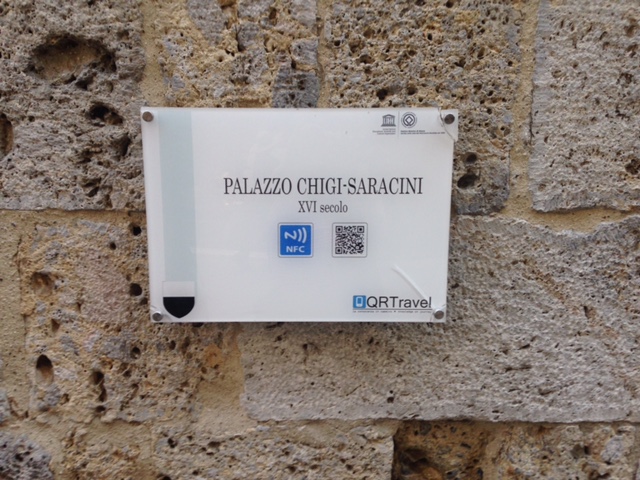 PALAZZO CHIGI-SARACINI
XVI secolo
NFC
QRTravel